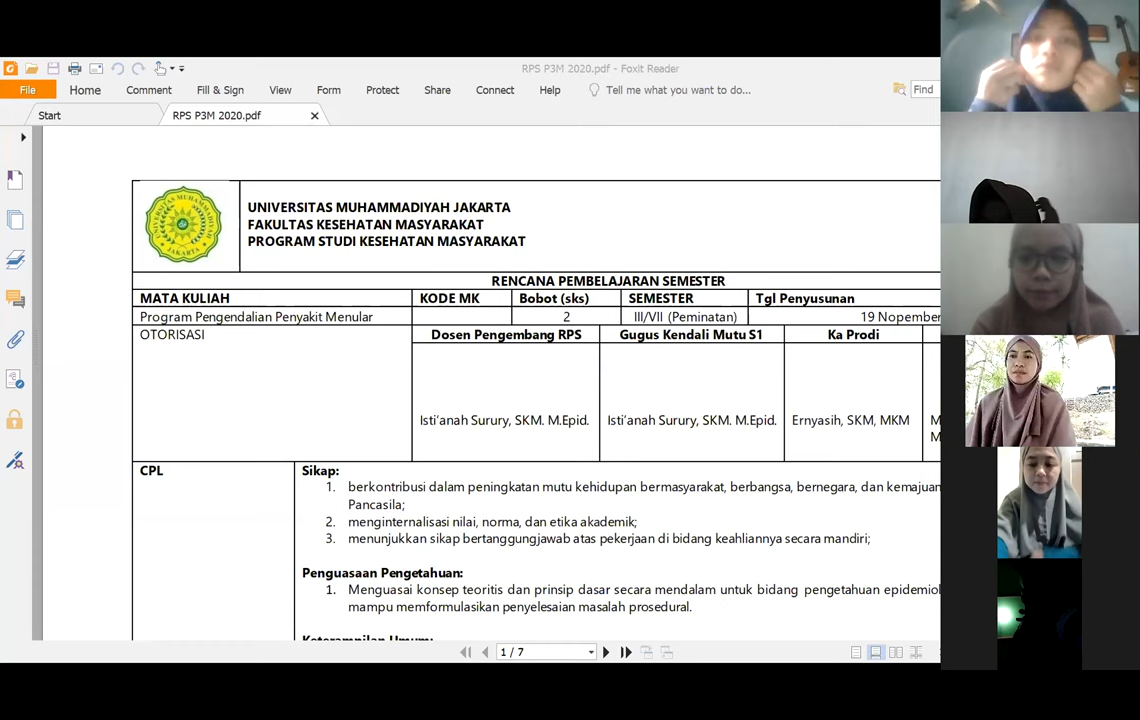 RPS P3M 2020.pdf - Foxit Reader
File Home Comment Fill & Sign View Form Protect Share Connect Help Tell me what you want to do... Find
Start RPS P3M 2020.pdf
UNIVERSITAS MUHAMMADIYAH JAKARTA
FAKULTAS KESEHATAN MASYARAKAT
PROGRAM STUDI KESEHATAN MASYARAKAT
RENCANA PEMBELAJARAN SEMESTER
MATA KULIAH KODE MK Bobot (sks) SEMESTER Tgl Penyusunan
Program Pengendalian Penyakit Menular 2 III/VII (Peminatan) 19 Nopember
OTORISASI Dosen Pengembang RPS Gugus Kendali Mutu S1 Ka Prodi
Isti'anah Surury, SKM. M.Epid. Isti'anah Surury, SKM. M.Epid. Ernyasih, SKM, MKM M
M
CPL Sikap:
1. berkontribusi dalam peningkatan mutu kehidupan bermasyarakat, berbangsa, bernegara, dan kemajuan
Pancasila;
2. menginternalisasi nilai, norma, dan etika akademik;
3. menunjukkan sikap bertanggungjawab atas pekerjaan di bidang keahliannya secara mandiri;
Penguasaan Pengetahuan:
1. Menguasai konsep teoritis dan prinsip dasar secara mendalam untuk bidang pengetahuan epidemiol
mampu memformulasikan penyelesaian masalah prosedural.
Keterampilan Umum:
1 / 7